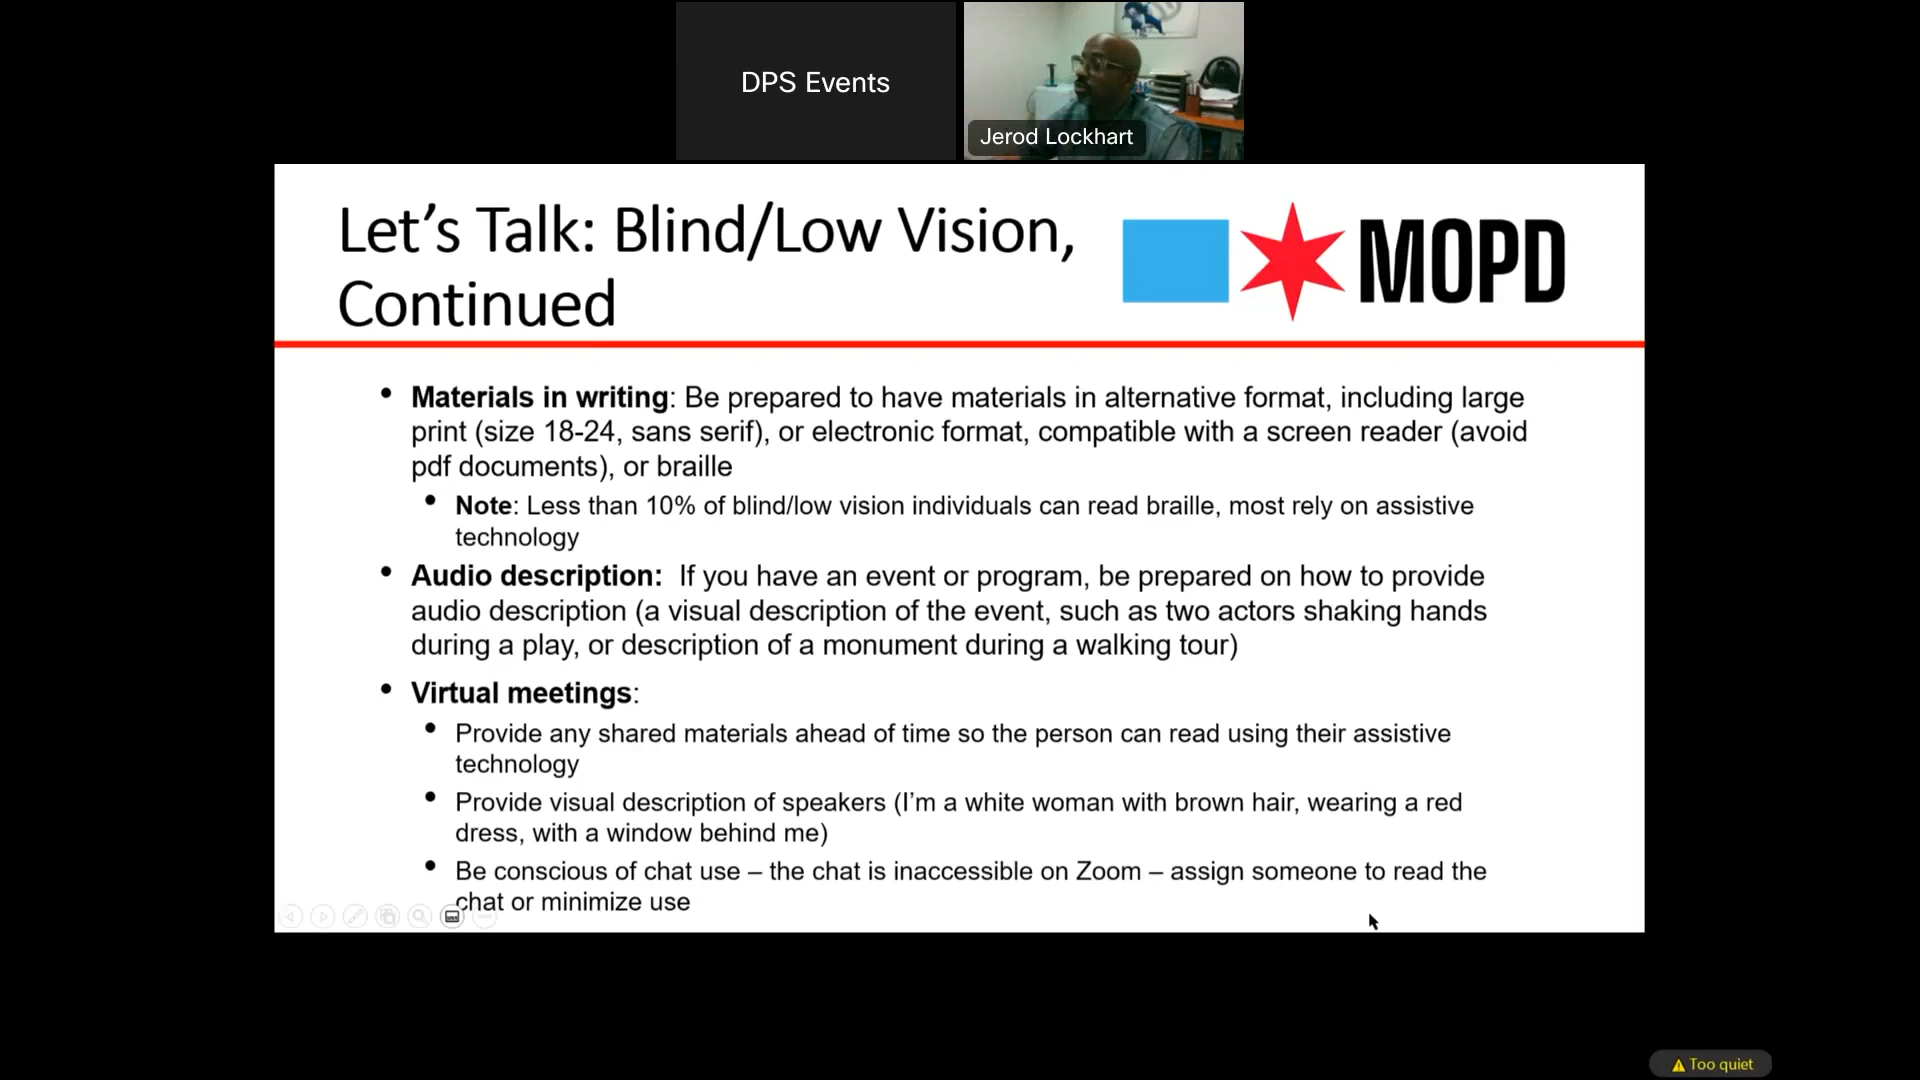 DPS Events
Jerod Lockhart
Let’s Talk: Blind/Low Vision,
Continued
MOPD
• Materials in writing: Be prepared to have materials in alternative format, including large
print (size 18-24, sans serif), or electronic format, compatible with a screen reader (avoid
pdf documents), or braille
• Note: Less than 10% of blind/low vision individuals can read braille, most rely on assistive
technology
• Audio description:  If you have an event or program, be prepared on how to provide
audio description (a visual description of the event, such as two actors shaking hands
during a play, or description of a monument during a walking tour)
• Virtual meetings:
• Provide any shared materials ahead of time so the person can read using their assistive
technology
• Provide visual description of speakers (I’m a white woman with brown hair, wearing a red
dress, with a window behind me)
• Be conscious of chat use – the chat is inaccessible on Zoom – assign someone to read the
chat or minimize use
Too quiet